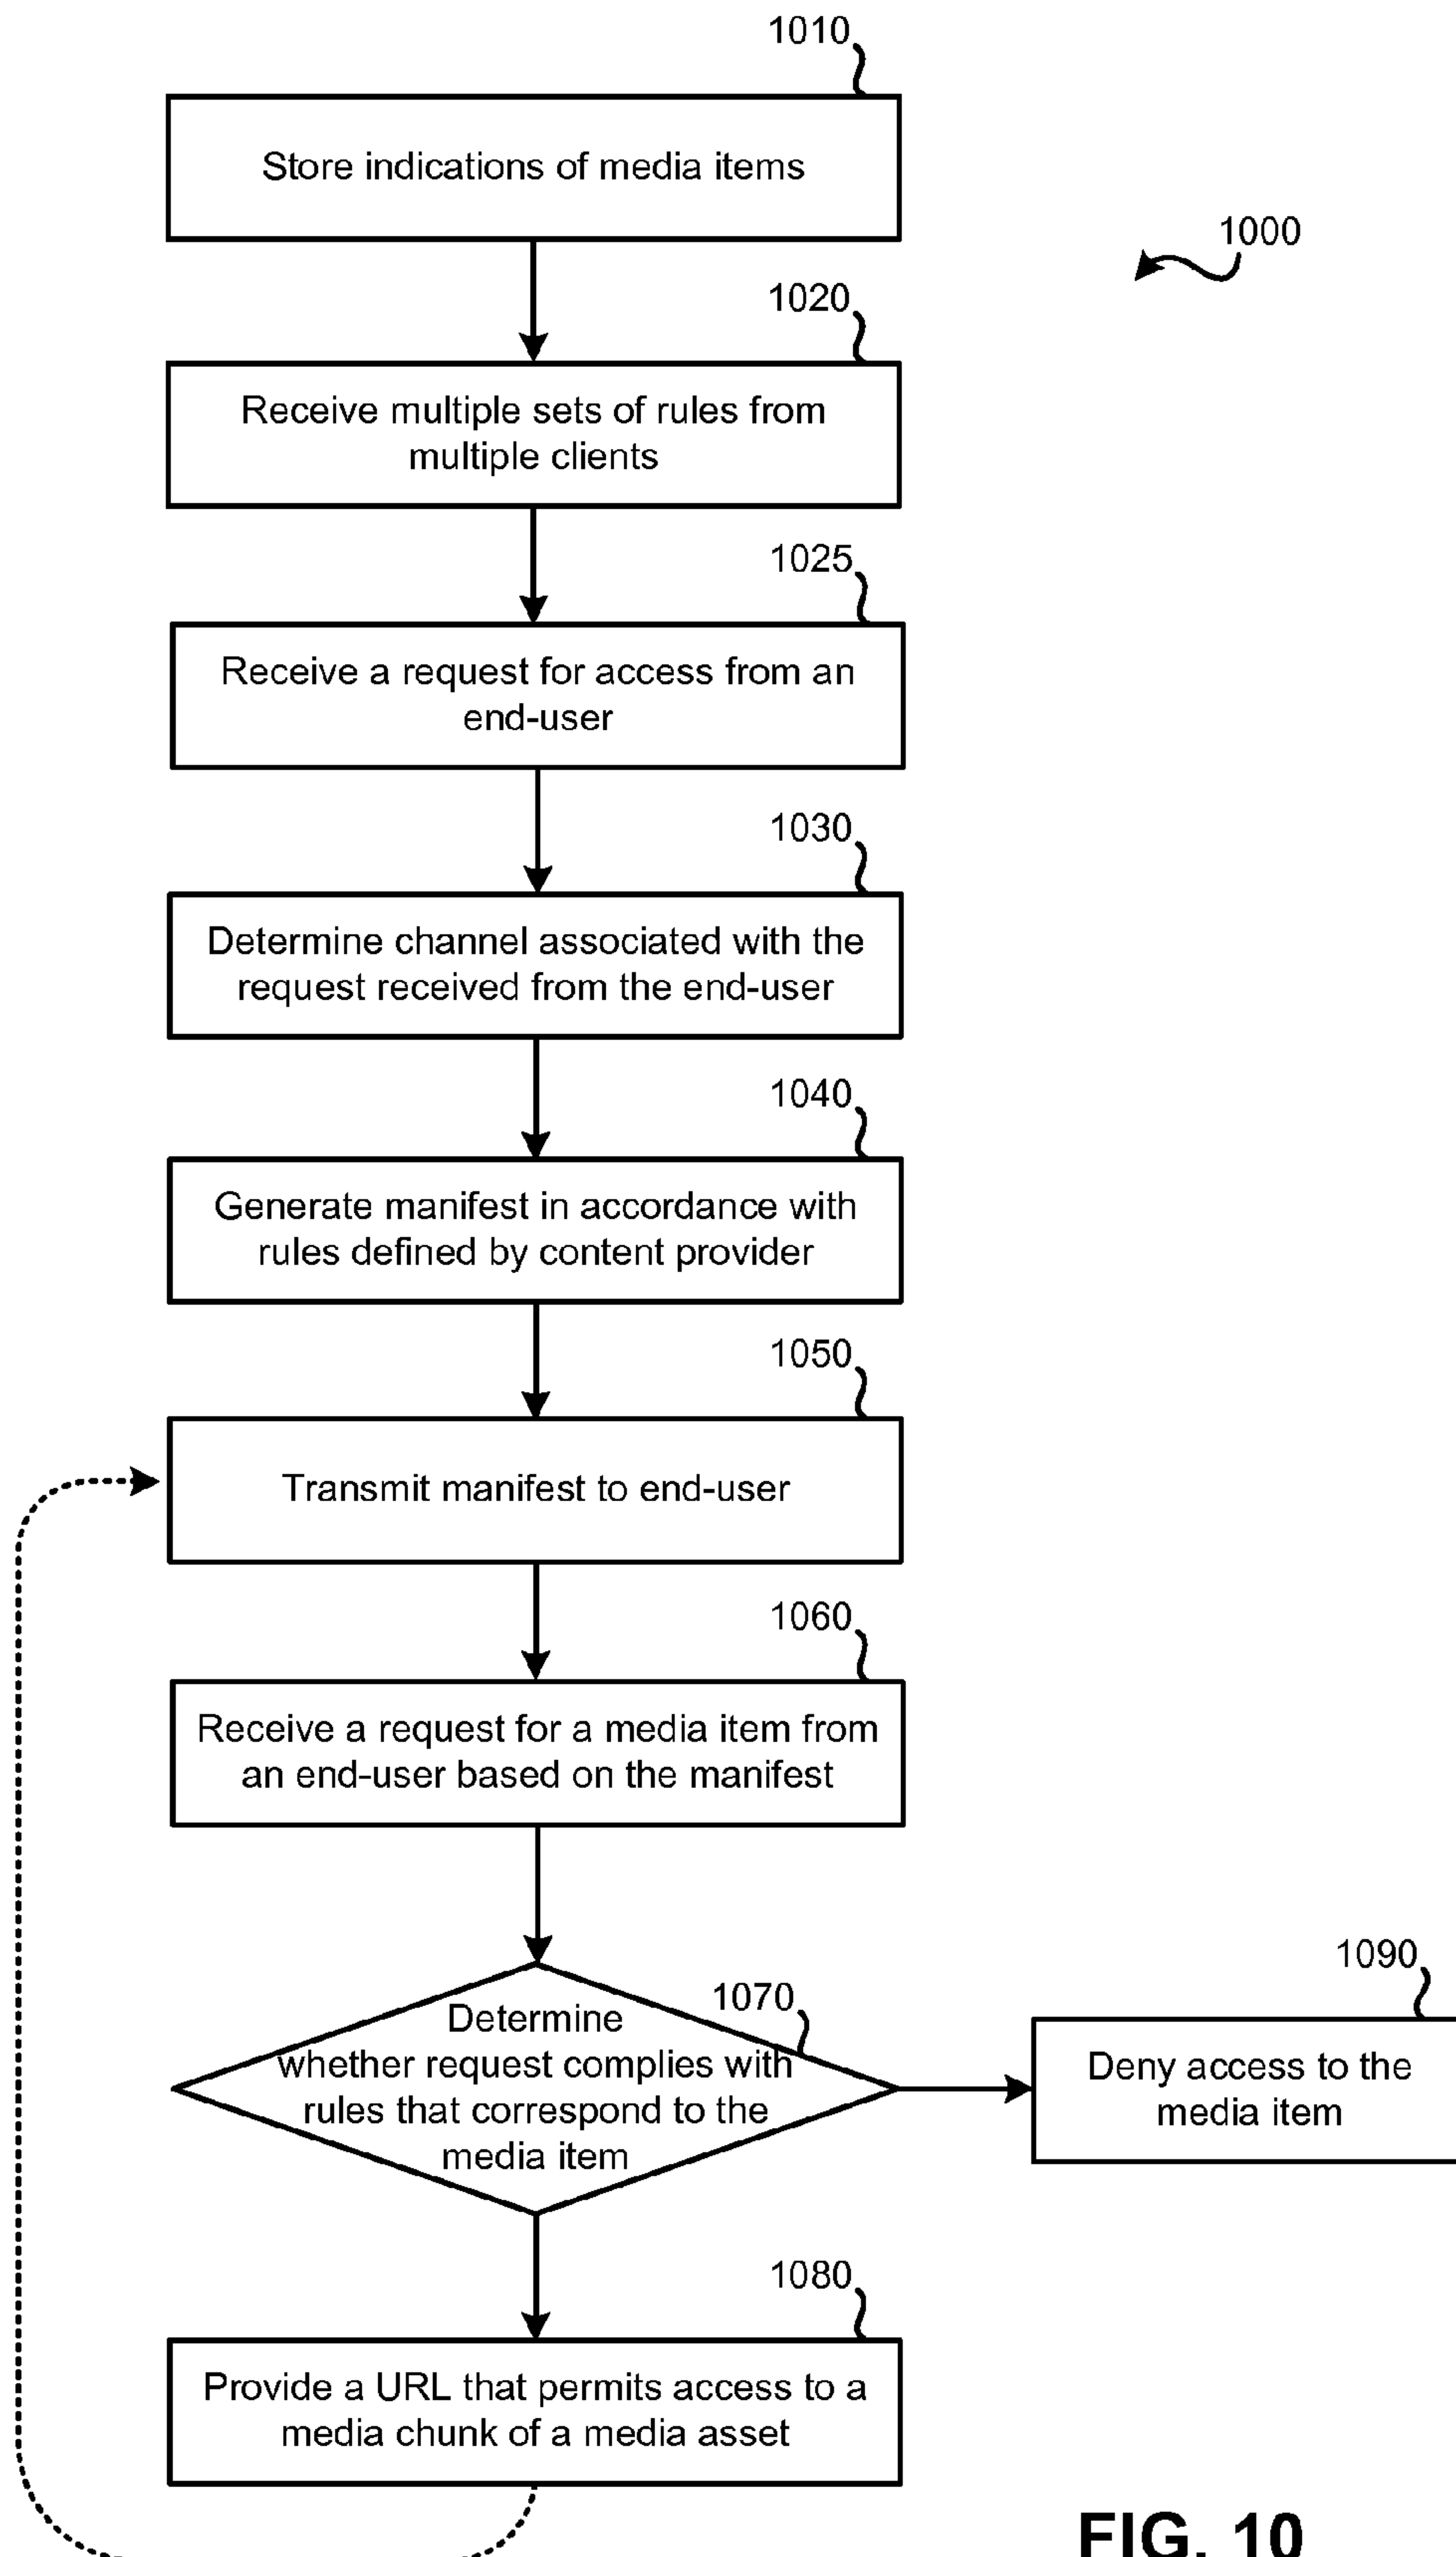 1010
Store indications of media items
1000
1020
Receive multiple sets of rules from
multiple clients
1025
Receive a request for access from an
end-user
1030
Determine channel associated with the
request received from the end-user
1040
Generate manifest in accordance with
rules defined by content provider
1050
Transmit manifest to end-user
1060
Receive a request for a media item from
an end-user based on the manifest
1070
Determine
whether request complies with
rules that correspond to the
media item
1090
Deny access to the
media item
1080
Provide a URL that permits access to a
media chunk of a media asset
FIG. 10